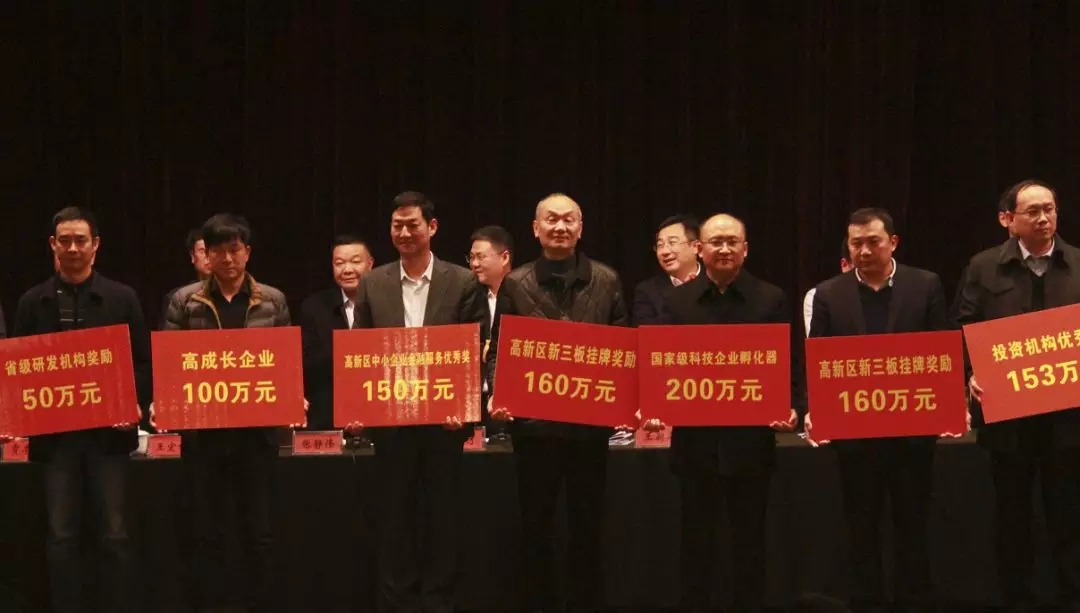 省级研发机构奖励
50万元
高成长企业
100万元
高新区中小企业金融服务优秀奖
150万元
高新区新三板挂牌奖励
160万元
国家级科技企业孵化器
200万元
高新区新三板挂牌奖励
160万元
投资机构优秀
153万
张静伟